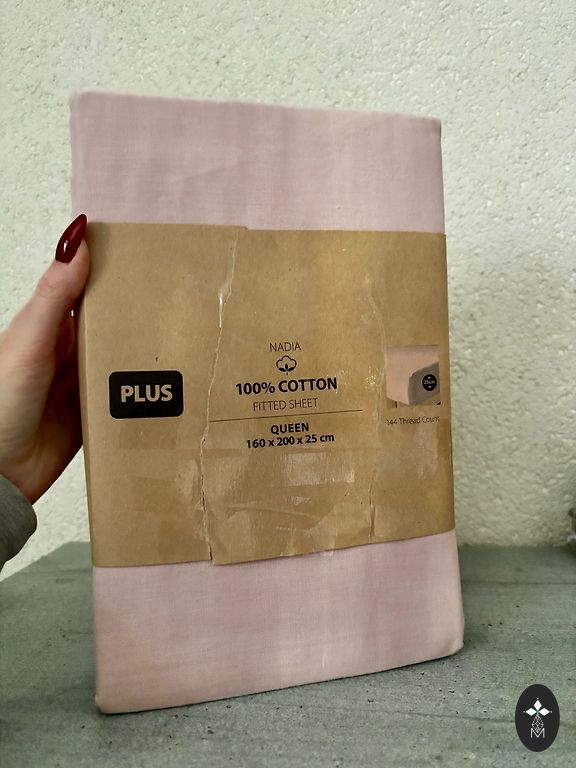 NADIA
100% COTTON
FITTED SHEET
QUEEN
160 x 200 x 25 cm
PLUS
25cm
144 Thread Count
M